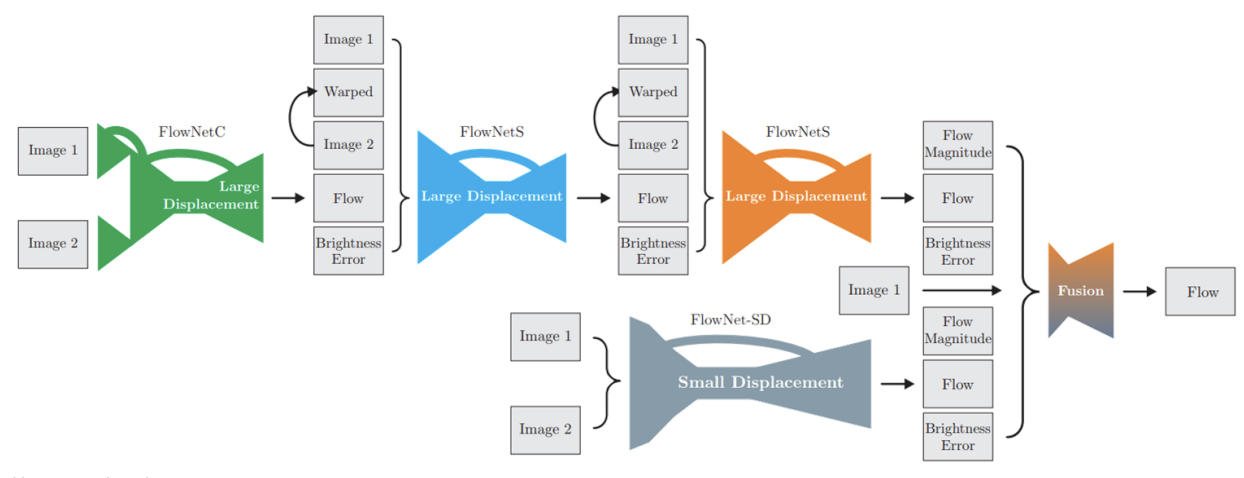 Image 1
Image 2
FlowNetC
Large
Displacement
Image 1
Warped
Image 2
Flow
Brightness
Error
FlowNetS
Large Displacement
Image 1
Warped
Image 2
Flow
Brightness
Error
FlowNetS
Large Displacement
Flow
Magnitude
Flow
Brightness
Error
Image 1
Image 1
Image 2
FlowNet-SD
Small Displacement
Flow
Magnitude
Flow
Brightness
Error
Fusion
Flow